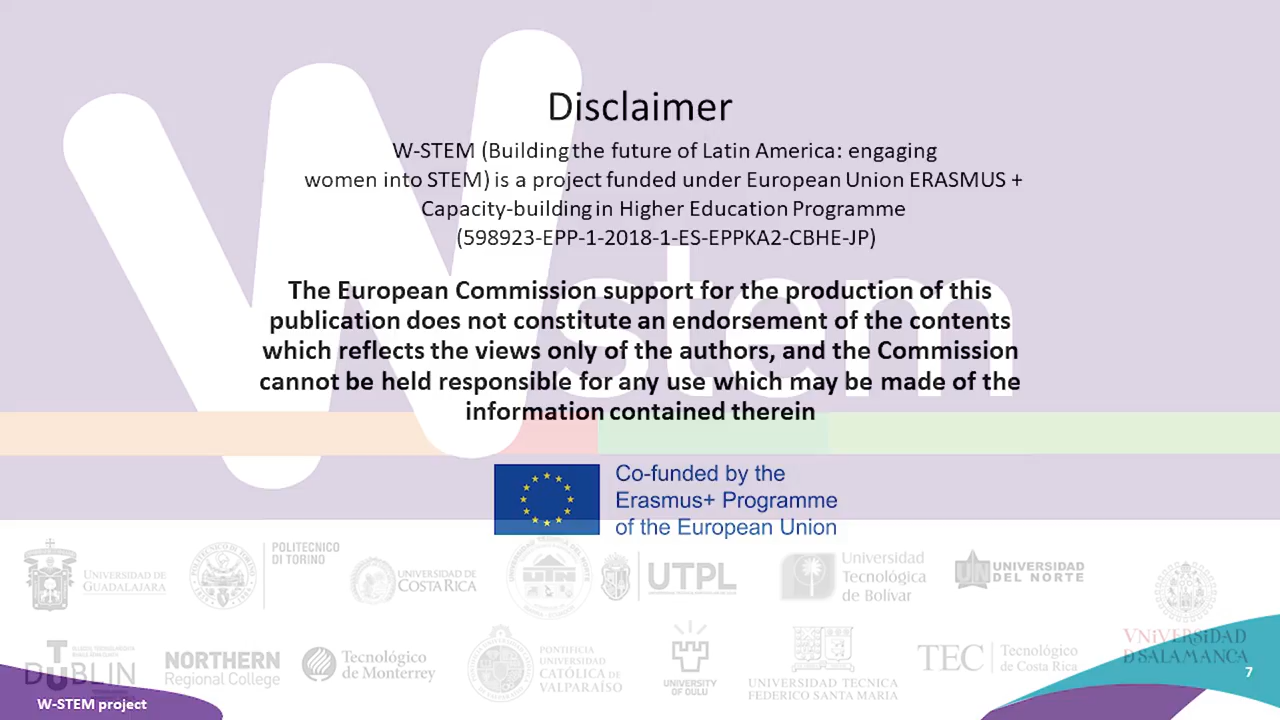 Disclaimer
W-STEM (Building the future of Latin America: engaging
women into STEM) is a project funded under European Union ERASMUS +
Capacity-building in Higher Education Programme
(598923-EPP-1-2018-1-ES-EPPKA2-CBHE-JP)
The European Commission support for the production of this
publication does not constitute an endorsement of the contents
which reflects the views only of the authors, and the Commission
cannot be held responsible for any use which may be made of the
information contained therein
Wstem
Co-funded by the
Erasmus+ Programme
of the European Union
UNIVERSIDAD DE
GUADALAJARA
POLITECNICO
DI TORINO
UNIVERSIDAD DE
COSTA RICA
UTN
UTPL
Universidad
Tecnológica
de Bolívar
UN
UNIVERSIDAD
DEL NORTE
VNiVERSiDAD
D SALAMANCA
DUBLIN
NORTHERN
Regional College
Tecnológico
de Monterrey
PONTIFICIA
UNIVERSIDAD
CATÓLICA DE
VALPARAÍSO
UNIVERSITY
OF GULU
UNIVERSIDAD TECNICA
FEDERICO SANTA MARIA
TEC | Tecnológico
de Costa Rica
W-STEM project
7